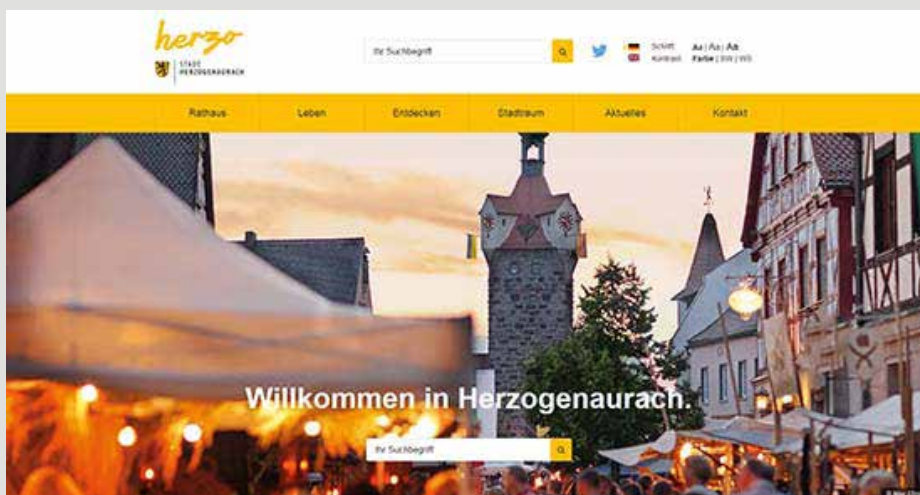 herzo
STADT
HERZOGENAURACH
Ihr Suchbegriff
Schrift Aa | Aa | Aa
Kontrast Farbe | SW | WS
Rathaus Leben Entdecken Stadtraum Aktuelles Kontakt
Willkommen in Herzogenaurach.
Ihr Suchbegriff